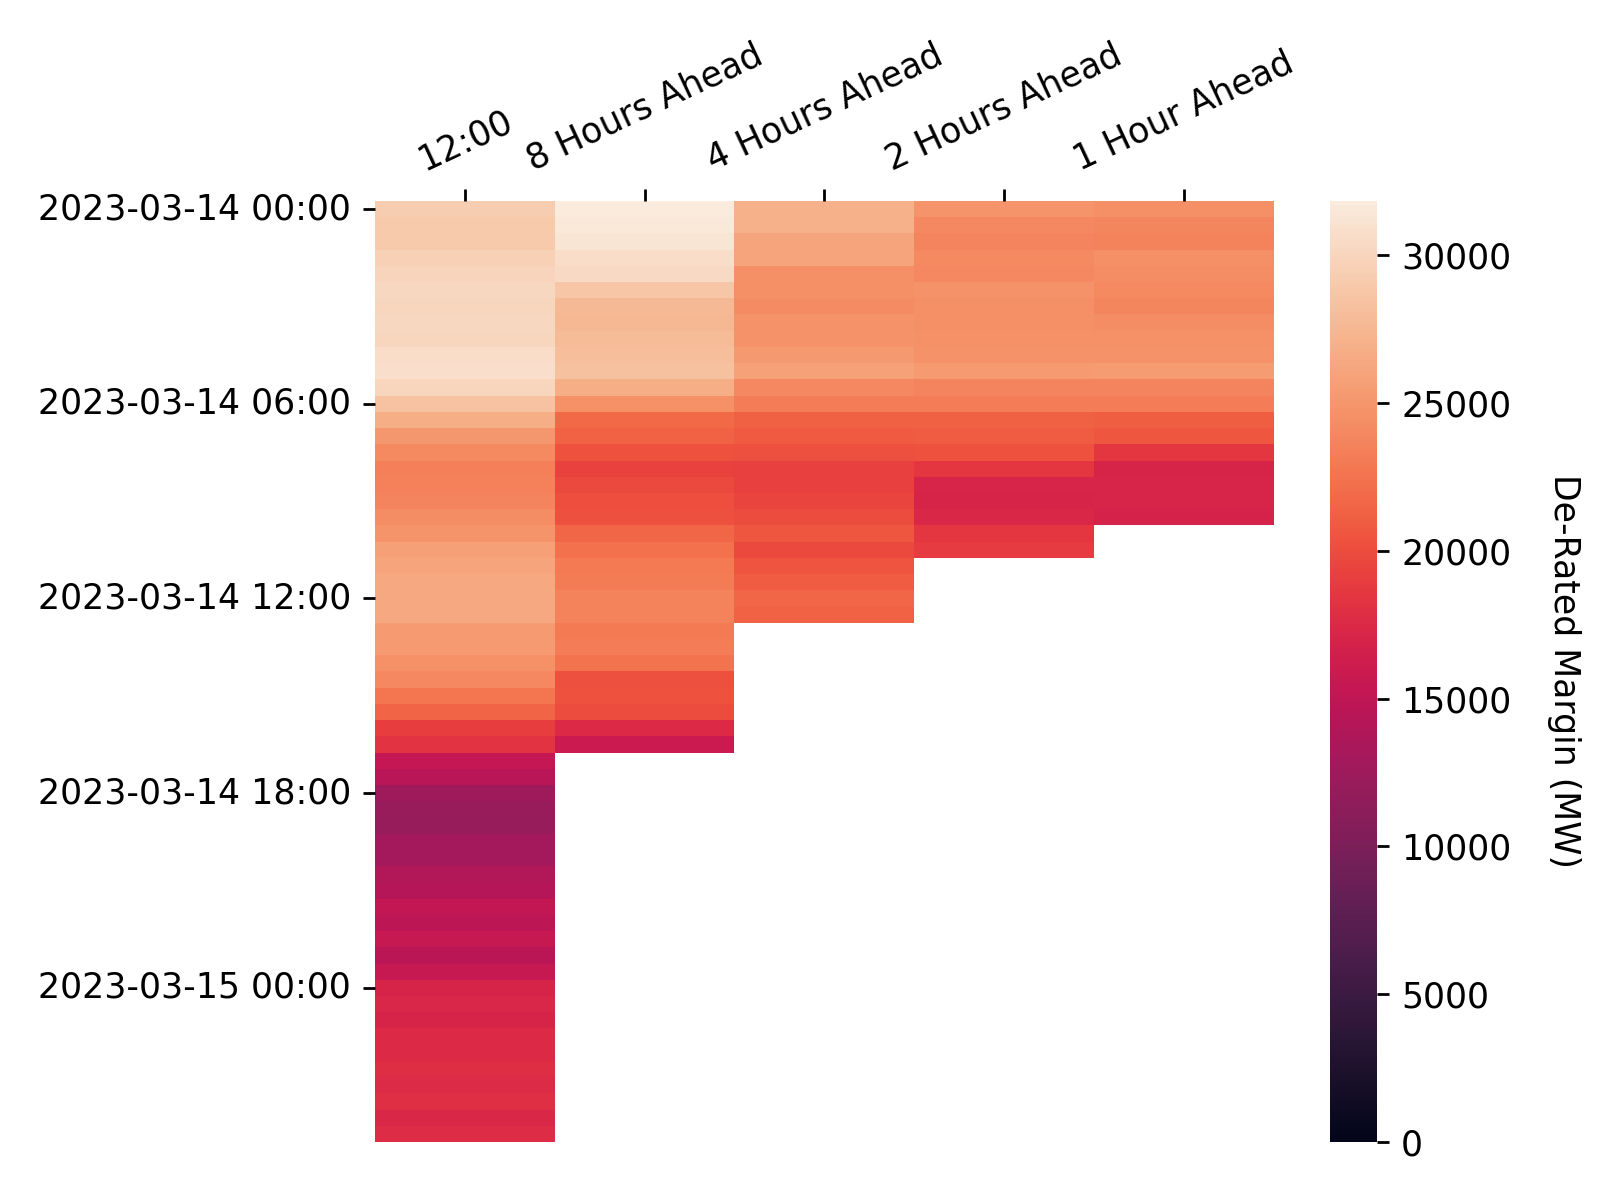 12:00
8 Hours Ahead
4 Hours Ahead
2 Hours Ahead
1 Hour Ahead
2023-03-14 00:00
2023-03-14 06:00
2023-03-14 12:00
2023-03-14 18:00
2023-03-15 00:00
30000
25000
20000
15000
10000
5000
0
De-Rated Margin (MW)